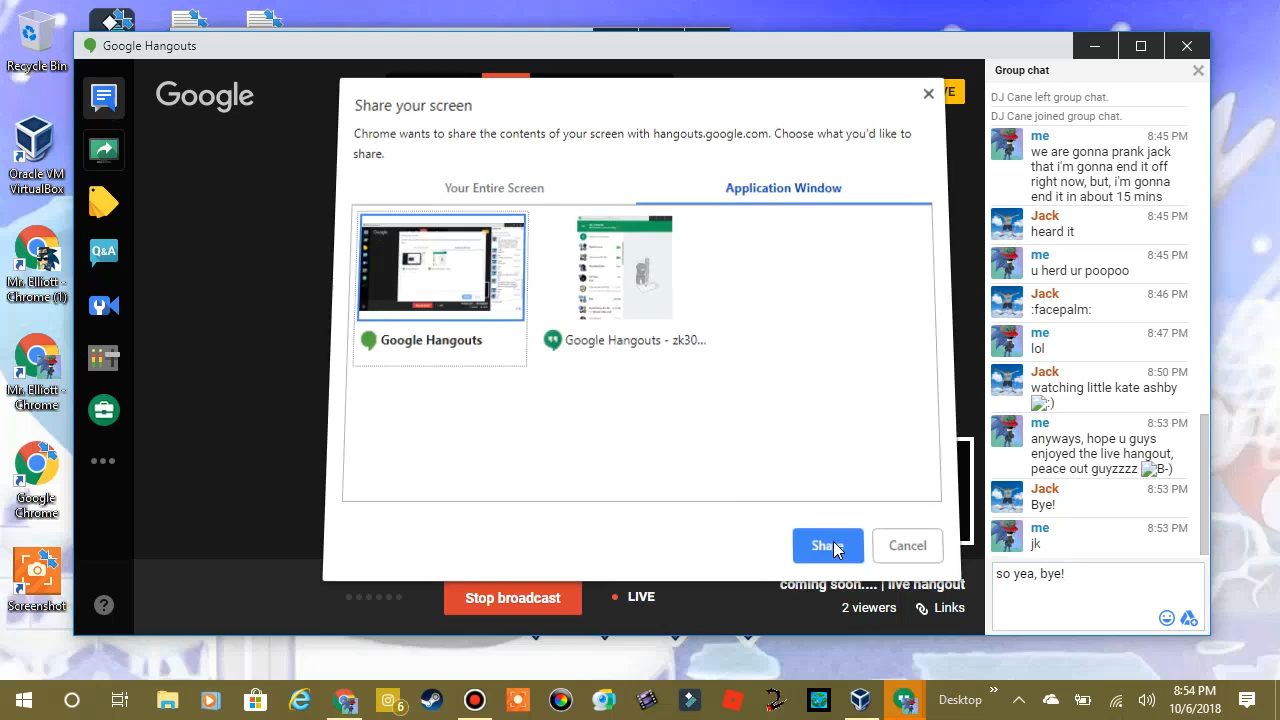 Recycle Bin
Oracle VM
VirtualBox
Mr. Elliott -
Chrome
Google
Chrome
Screenshot
Google Hangouts
Google
Q&A
Share your screen
Chrome wants to share the contents of your screen with hangouts.google.com. Choose what you'd like to
share.
Your Entire Screen
Application Window
Google Hangouts
Google Hangouts - zk30...
Share
Cancel
Stop broadcast
LIVE
coming soon.... | live hangout
2 viewers
Links
Group chat
DJ Cane left group chat.
DJ Cane joined group chat.
me 8:45 PM
we are gonna prank jack
that i'm gonna end it off
right now, but, i'm gonna
end it in about 15 mins
Jack 8:45 PM
heard it
me 8:45 PM
i herd ur poopoo
Jack 8:46 PM
:facepalm:
me 8:47 PM
lol
Jack 8:50 PM
watching little kate ashby
:)
me 8:53 PM
anyways, hope u guys
enjoyed the live hangout,
peace out guyzzzz B-)
Jack 8:53 PM
Bye!
me 8:53 PM
jk
so yea, bye!
6
Desktop
8:54 PM
10/6/2018